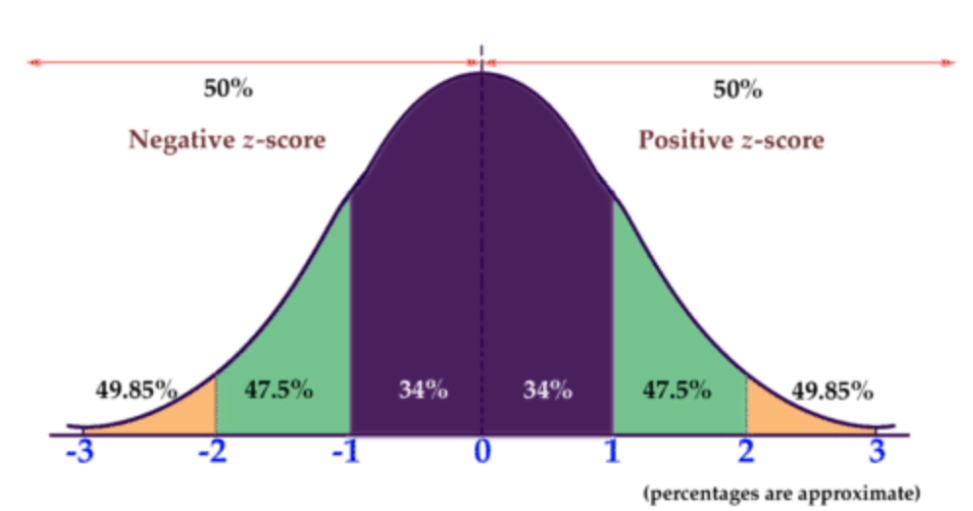 50% 50%
Negative z-score Positive z-score
49.85% 47.5% 34% 34% 47.5% 49.85%
-3 -2 -1 0 1 2 3
(percentages are approximate)